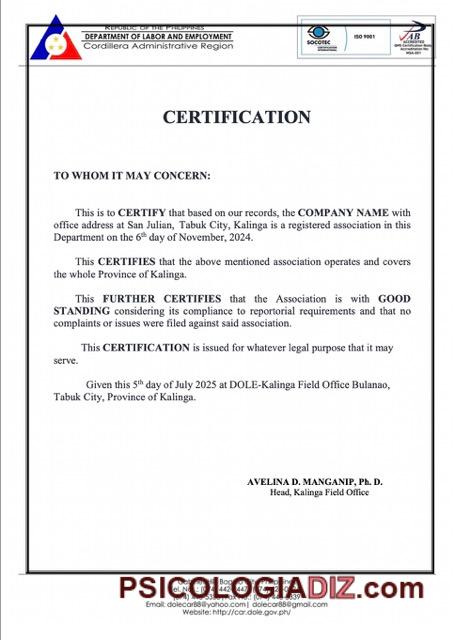 REPUBLIC OF THE PHILIPPINES
DEPARTMENT OF LABOR AND EMPLOYMENT
Cordillera Administrative Region
SOCOTEC
ISO 9001
AB
CERTIFICATION
TO WHOM IT MAY CONCERN:
This is to CERTIFY that based on our records, the COMPANY NAME with
office address at San Julian, Tabuk City, Kalinga is a registered association in this
Department on the 6th day of November, 2024.
This CERTIFIES that the above mentioned association operates and covers
the whole Province of Kalinga.
This FURTHER CERTIFIES that the Association is with GOOD
STANDING considering its compliance to reportorial requirements and that no
complaints or issues were filed against said association.
This CERTIFICATION is issued for whatever legal purpose that it may
serve.
Given this 5th day of July 2025 at DOLE-Kalinga Field Office Bulanao,
Tabuk City, Province of Kalinga.
AVELINA D. MANGANIP, Ph. D.
Head, Kalinga Field Office
PSICOLOGIADIZ.com
Email: dolecar88@yahoo.com| dolecar88@gmail.com
Website: http://car.dole.gov.ph/